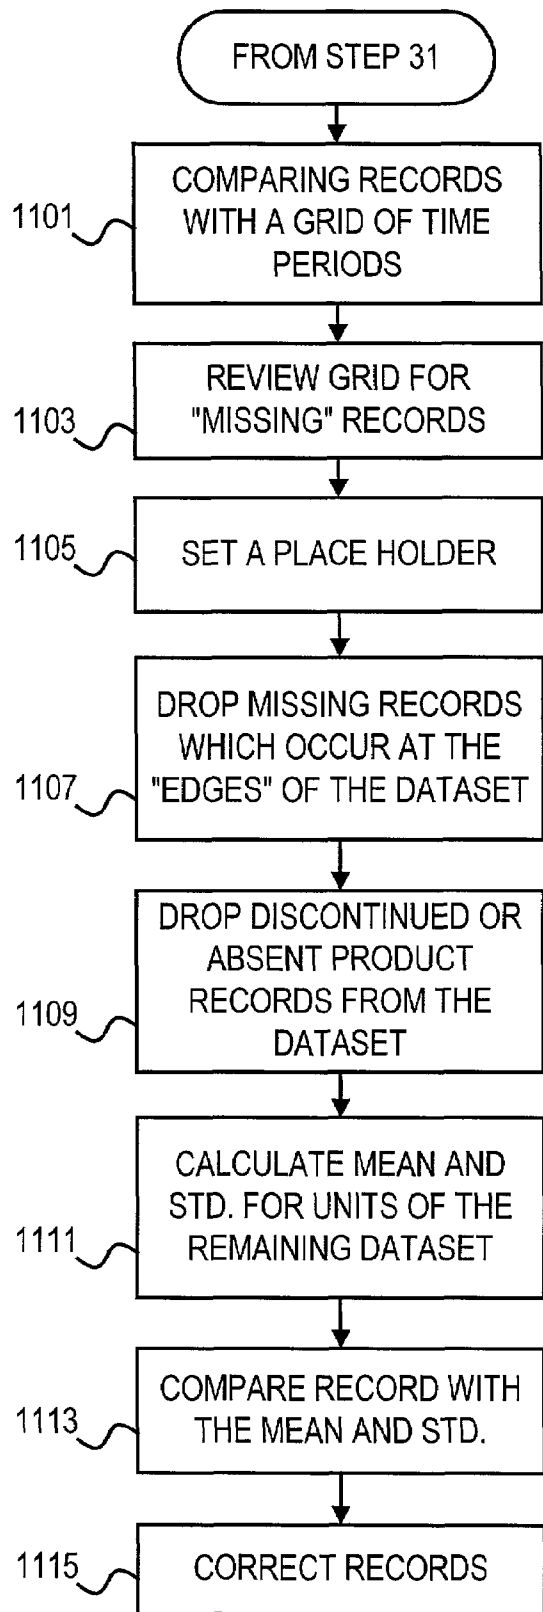 FROM STEP 31
1101
COMPARING RECORDS
WITH A GRID OF TIME
PERIODS
1103
REVIEW GRID FOR
"MISSING" RECORDS
1105
SET A PLACE HOLDER
1107
DROP MISSING RECORDS
WHICH OCCUR AT THE
"EDGES" OF THE DATASET
1109
DROP DISCONTINUED OR
ABSENT PRODUCT
RECORDS FROM THE
DATASET
1111
CALCULATE MEAN AND
STD. FOR UNITS OF THE
REMAINING DATASET
1113
COMPARE RECORD WITH
THE MEAN AND STD.
1115
CORRECT RECORDS